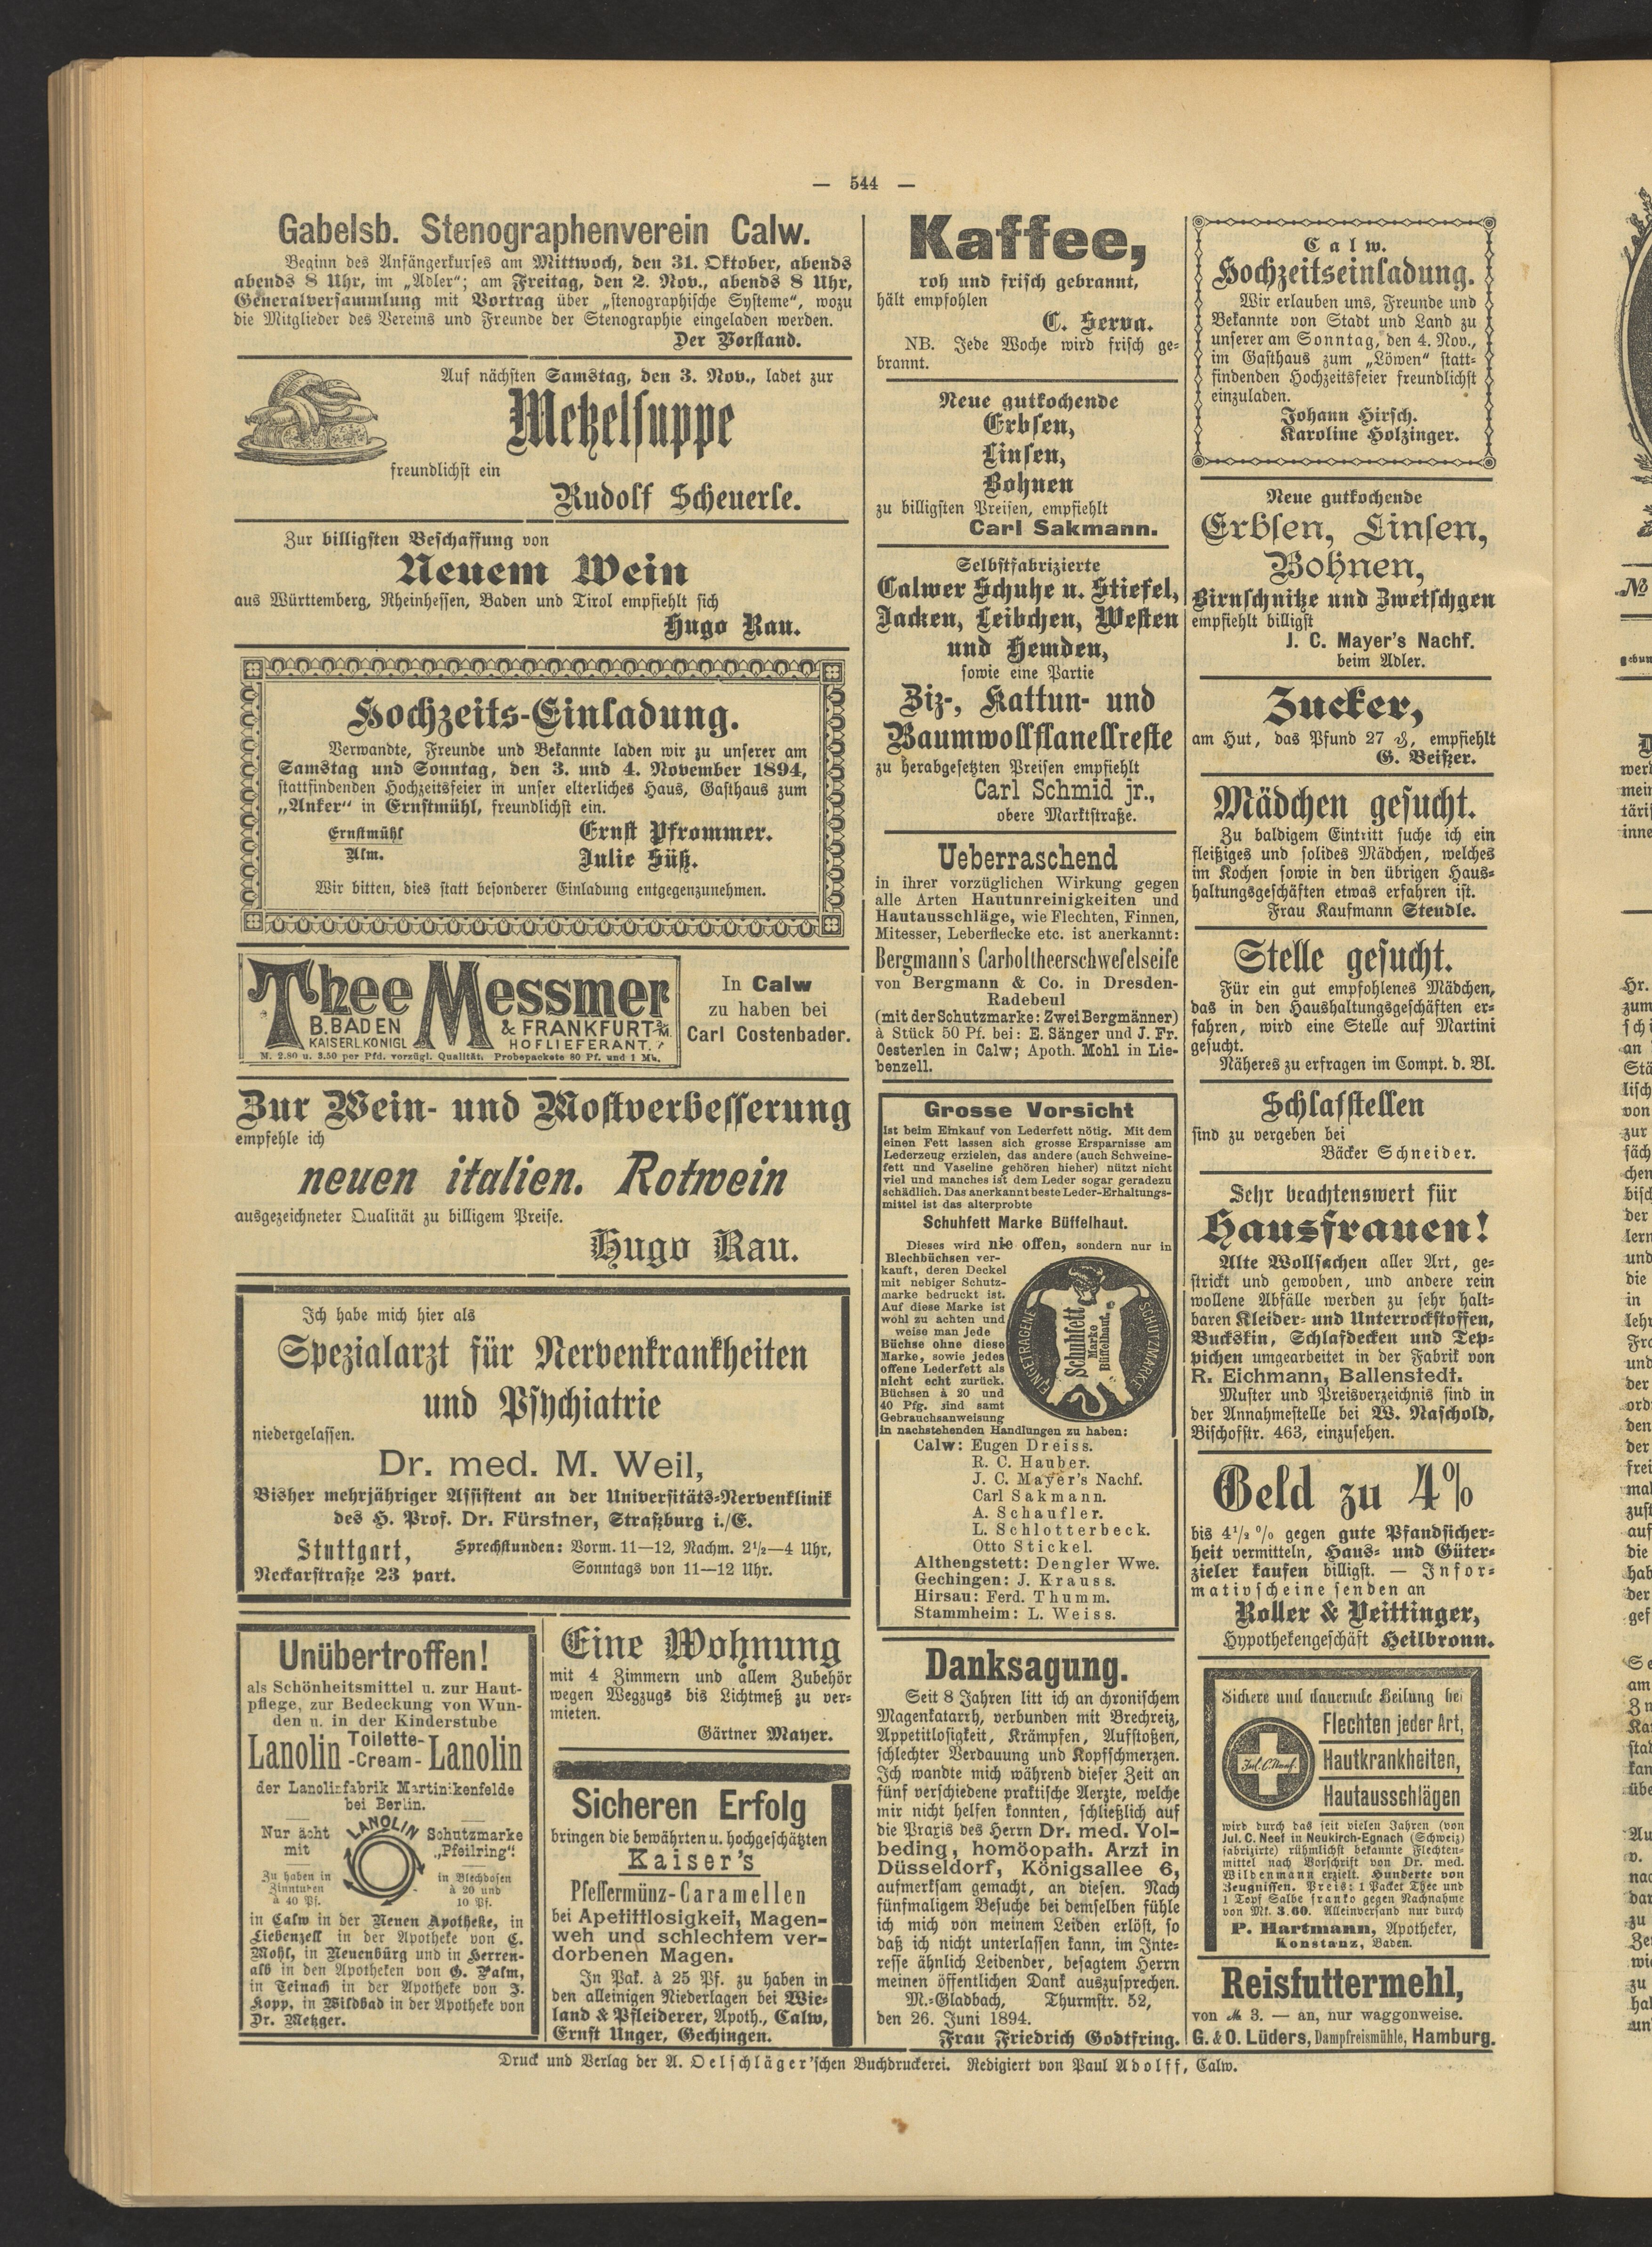 — 544 —
Gabelsb. Stenographenverein Calw.
Beginn des Anfängerkurses am Mittwoch, den 31. Oktober, abends
abends 8 Uhr, im „Adler“; am Freitag, den 2. Nov., abends 8 Uhr,
Generalversammlung mit Vortrag über „stenographische Systeme“, wozu
die Mitglieder des Vereins und Freunde der Stenographie eingeladen werden.
Der Vorstand.
Auf nächsten Samstag, den 3. Nov., ladet zur
Metzelsuppe
freundlichst ein
Rudolf Scheuerle.
Zur billigsten Beschaffung von
Neuem Wein
aus Württemberg, Rheinhessen, Baden und Tirol empfiehlt sich
Hugo Rau.
Hochzeits-Einladung.
Verwandte, Freunde und Bekannte laden wir zu unserer am
Samstag und Sonntag, den 3. und 4. November 1894,
stattfindenden Hochzeitsfeier in unser elterliches Haus, Gasthaus zum
„Anker“ in Ernstmühl, freundlichst ein.
Ernstmühl Ernst Pfrommer.
Ulm. Julie Süß.
Wir bitten, dies statt besonderer Einladung entgegenzunehmen.
Thee Messmer
B.BADEN & FRANKFURT a/M.
KAISERL.KÖNIGL HOFLIEFERANT.
M. 2.80 u. 3.50 per Pfd. vorzügl. Qualität. Probepackete 80 Pf. und 1 Mk.
In Calw
zu haben bei
Carl Costenbader.
Zur Wein- und Mostverbesserung
empfehle ich
neuen italien. Rotwein
ausgezeichneter Qualität zu billigem Preise.
Hugo Rau.
Ich habe mich hier als
Spezialarzt für Nervenkrankheiten
und Psychiatrie
niedergelassen.
Dr. med. M. Weil,
Bisher mehrjähriger Assistent an der Universitäts-Nervenklinik
des H. Prof. Dr. Fürstner, Straßburg i./E.
Stuttgart, Sprechstunden: Vorm. 11—12, Nachm. 2½—4 Uhr,
Neckarstraße 23 part. Sonntags von 11—12 Uhr.
Unübertroffen!
als Schönheitsmittel u. zur Haut-
pflege, zur Bedeckung von Wun-
den u. in der Kinderstube
Lanolin Toilette-
-Cream- Lanolin
der Lanolinfabrik Martinikenfelde
bei Berlin.
Nur ächt
mit
LANOLIN
Schutzmarke
„Pfeilring“.
Zu haben in
Zinntuben
à 40 Pf.
in Blechdosen
à 20 und
10 Pf.
in Calw in der Neuen Apotheke, in
Liebenzell in der Apotheke von C.
Mohl, in Neuenbürg und in Herren-
alb in den Apotheken von G. Palm,
in Teinach in der Apotheke von J.
Kopp, in Wildbad in der Apotheke von
Dr. Metzger.
Eine Wohnung
mit 4 Zimmern und allem Zubehör
wegen Wegzugs bis Lichtmeß zu ver-
mieten.
Gärtner Mayer.
Sicheren Erfolg
bringen die bewährten u. hochgeschätzten
Kaiser's
Pfeffermünz-Caramellen
bei Apetittlosigkeit, Magen-
weh und schlechtem ver-
dorbenen Magen.
In Pak. à 25 Pf. zu haben in
den alleinigen Niederlagen bei Wie-
land & Pfleiderer, Apoth., Calw,
Ernst Unger, Gechingen.
Kaffee,
roh und frisch gebrannt,
hält empfohlen
C. Serva.
NB. Jede Woche wird frisch ge-
brannt.
Neue gutkochende
Erbsen,
Linsen,
Bohnen
zu billigsten Preisen, empfiehlt
Carl Sakmann.
Selbstfabrizierte
Calwer Schuhe u. Stiefel,
Jacken, Leibchen, Westen
und Hemden,
sowie eine Partie
Ziz-, Kattun- und
Baumwollflanellreste
zu herabgesetzten Preisen empfiehlt
Carl Schmid jr.,
obere Marktstraße.
Ueberraschend
in ihrer vorzüglichen Wirkung gegen
alle Arten Hautunreinigkeiten und
Hautausschläge, wie Flechten, Finnen,
Mitesser, Leberflecke etc. ist anerkannt:
Bergmann's Carboltheerschwefelseife
von Bergmann & Co. in Dresden-
Radebeul
(mit der Schutzmarke: Zwei Bergmänner)
à Stück 50 Pf. bei: E. Sänger und J. Fr.
Oesterlen in Calw; Apoth. Mohl in Lie-
benzell.
Grosse Vorsicht
Ist beim Einkauf von Lederfett nötig. Mit dem
einen Fett lassen sich grosse Ersparnisse am
Lederzeug erzielen, das andere (auch Schweine-
fett und Vaseline gehören hieher) nützt nicht
viel und manches ist dem Leder sogar geradezu
schädlich. Das anerkannt beste Leder-Erhaltungs-
mittel ist das alterprobte
Schuhfett Marke Büffelhaut.
Dieses wird nie offen, sondern nur in
Blechbüchsen ver-
kauft, deren Deckel
mit nebiger Schutz-
marke bedruckt ist.
Auf diese Marke ist
wohl zu achten und
weise man jede
Büchse ohne diese
Marke, sowie jedes
offene Lederfett als
nicht echt zurück.
Büchsen à 20 und
40 Pfg. sind samt
Gebrauchsanweisung
EINGETRAGENE
Schuhfett
Marke
Büffelhaut.
SCHUTZMARKE
in nachstehenden Handlungen zu haben:
Calw: Eugen Dreiss.
R. C. Hauber.
J. C. Mayer's Nachf.
Carl Sakmann.
A. Schaufler.
L. Schlotterbeck.
Otto Stickel.
Althengstett: Dengler Wwe.
Gechingen: J. Krauss.
Hirsau: Ferd. Thumm.
Stammheim: L. Weiss.
Danksagung.
Seit 8 Jahren litt ich an chronischem
Magenkatarrh, verbunden mit Brechreiz,
Appetitlosigkeit, Krämpfen, Aufstoßen,
schlechter Verdauung und Kopfschmerzen.
Ich wandte mich während dieser Zeit an
fünf verschiedene praktische Aerzte, welche
mir nicht helfen konnten, schließlich auf
die Praxis des Herrn Dr. med. Vol-
beding, homöopath. Arzt in
Düsseldorf, Königsallee 6,
aufmerksam gemacht, an diesen. Nach
fünfmaligem Besuche bei demselben fühle
ich mich von meinem Leiden erlöst, so
daß ich nicht unterlassen kann, im Inte-
resse ähnlich Leidender, besagtem Herrn
meinen öffentlichen Dank auszusprechen.
M.-Gladbach, Thurmstr. 52,
den 26. Juni 1894.
Frau Friedrich Godtfring.
Calw.
Hochzeitseinladung.
Wir erlauben uns, Freunde und
Bekannte von Stadt und Land zu
unserer am Sonntag, den 4. Nov.,
im Gasthaus zum „Löwen“ statt-
findenden Hochzeitsfeier freundlichst
einzuladen.
Johann Hirsch.
Karoline Holzinger.
Neue gutkochende
Erbsen, Linsen,
Bohnen,
Birnschnitze und Zwetschgen
empfiehlt billigst
J. C. Mayer's Nachf.
beim Adler.
Zucker,
am Hut, das Pfund 27 ₰, empfiehlt
G. Beißer.
Mädchen gesucht.
Zu baldigem Eintritt suche ich ein
fleißiges und solides Mädchen, welches
im Kochen sowie in den übrigen Haus-
haltungsgeschäften etwas erfahren ist.
Frau Kaufmann Steudle.
Stelle gesucht.
Für ein gut empfohlenes Mädchen,
das in den Haushaltungsgeschäften er-
fahren, wird eine Stelle auf Martini
gesucht.
Näheres zu erfragen im Compt. d. Bl.
Schlafstellen
sind zu vergeben bei
Bäcker Schneider.
Sehr beachtenswert für
Hausfrauen!
Alte Wollsachen aller Art, ge-
strickt und gewoben, und andere rein
wollene Abfälle werden zu sehr halt-
baren Kleider- und Unterrockstoffen,
Buckskin, Schlafdecken und Tep-
pichen umgearbeitet in der Fabrik von
R. Eichmann, Ballenstedt.
Muster und Preisverzeichnis sind in
der Annahmestelle bei W. Naschold,
Bischofstr. 463, einzusehen.
Geld zu 4%
bis 4½ % gegen gute Pfandsicher-
heit vermitteln, Haus- und Güter-
zieler kaufen billigst. — Infor-
mativscheine senden an
Roller & Veittinger,
Hypothekengeschäft Heilbronn.
Sichere und dauernde Heilung bei
Flechten jeder Art,
Hautkrankheiten,
Hautausschlägen
Jul. C. Neef.
wird durch das seit vielen Jahren (von
Jul. C. Neef in Neukirch-Egnach (Schweiz)
fabrizirte) rühmlichst bekannte Flechten-
mittel nach Vorschrift von Dr. med.
Wildenmann erzielt. Hunderte von
Zeugnissen. Preis: 1 Packet Thee und
1 Topf Salbe franko gegen Nachnahme
von Mk. 3.60. Alleinversand nur durch
P. Hartmann, Apotheker,
Konstanz, Baden.
Reisfuttermehl,
von ℳ 3. — an, nur waggonweise.
G. & O. Lüders, Dampfreismühle, Hamburg.
Druck und Verlag der A. Oelschläger'schen Buchdruckerei. Redigiert von Paul Adolff, Calw.